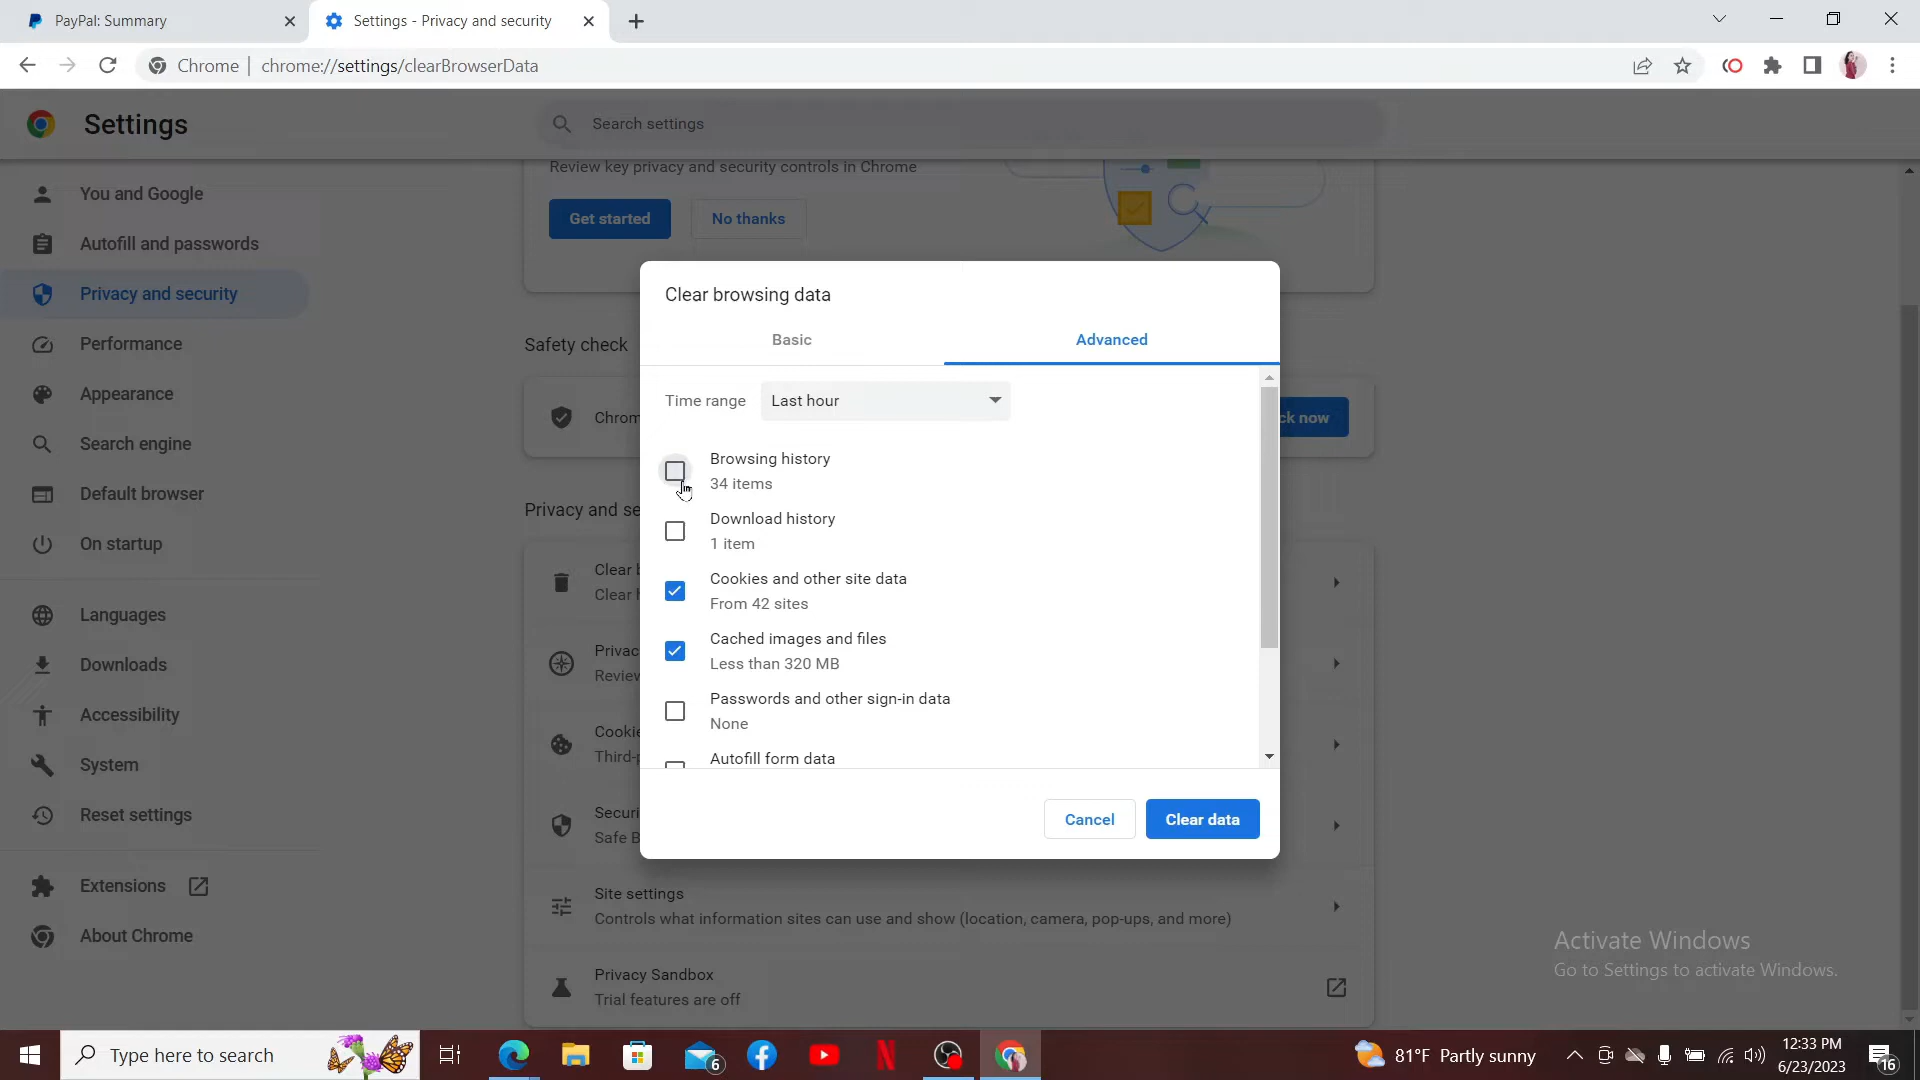 PayPal: Summary
Settings - Privacy and security
Chrome | chrome://settings/clearBrowserData
Settings
Search settings
You and Google
Autofill and passwords
Privacy and security
Performance
Appearance
Search engine
Default browser
On startup
Languages
Downloads
Accessibility
System
Reset settings
Extensions
About Chrome
Review key privacy and security controls in Chrome
Get started
No thanks
Safety check
Chrom
ck now
Privacy and se
Clear b
Clear h
Privac
Review
Cookie
Third-p
Securi
Safe B
Site settings
Controls what information sites can use and show (location, camera, pop-ups, and more)
Privacy Sandbox
Trial features are off
Clear browsing data
Basic
Advanced
Time range
Last hour
Browsing history
34 items
Download history
1 item
Cookies and other site data
From 42 sites
Cached images and files
Less than 320 MB
Passwords and other sign-in data
None
Autofill form data
Cancel
Clear data
Activate Windows
Go to Settings to activate Windows.
Type here to search
6
81°F Partly sunny
12:33 PM
6/23/2023
16